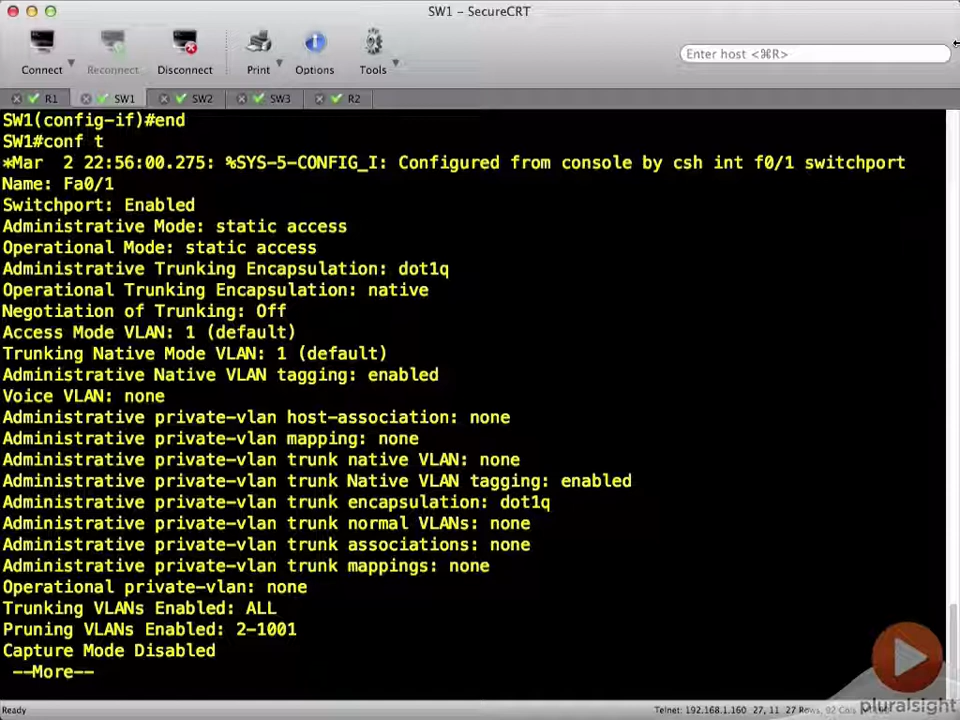 SW1 - SecureCRT
Connect
Reconnect
Disconnect
Print
Options
Tools
Enter host <⌘R>
R1
SW1
SW2
SW3
R2
SW1(config-if)#end
SW1#conf t
*Mar  2 22:56:00.275: %SYS-5-CONFIG_I: Configured from console by csh int f0/1 switchport
Name: Fa0/1
Switchport: Enabled
Administrative Mode: static access
Operational Mode: static access
Administrative Trunking Encapsulation: dot1q
Operational Trunking Encapsulation: native
Negotiation of Trunking: Off
Access Mode VLAN: 1 (default)
Trunking Native Mode VLAN: 1 (default)
Administrative Native VLAN tagging: enabled
Voice VLAN: none
Administrative private-vlan host-association: none
Administrative private-vlan mapping: none
Administrative private-vlan trunk native VLAN: none
Administrative private-vlan trunk Native VLAN tagging: enabled
Administrative private-vlan trunk encapsulation: dot1q
Administrative private-vlan trunk normal VLANs: none
Administrative private-vlan trunk associations: none
Administrative private-vlan trunk mappings: none
Operational private-vlan: none
Trunking VLANs Enabled: ALL
Pruning VLANs Enabled: 2-1001
Capture Mode Disabled
--More--
pluralsight
Ready
Telnet: 192.168.1.160 27, 11 27 Rows, 92 Cols